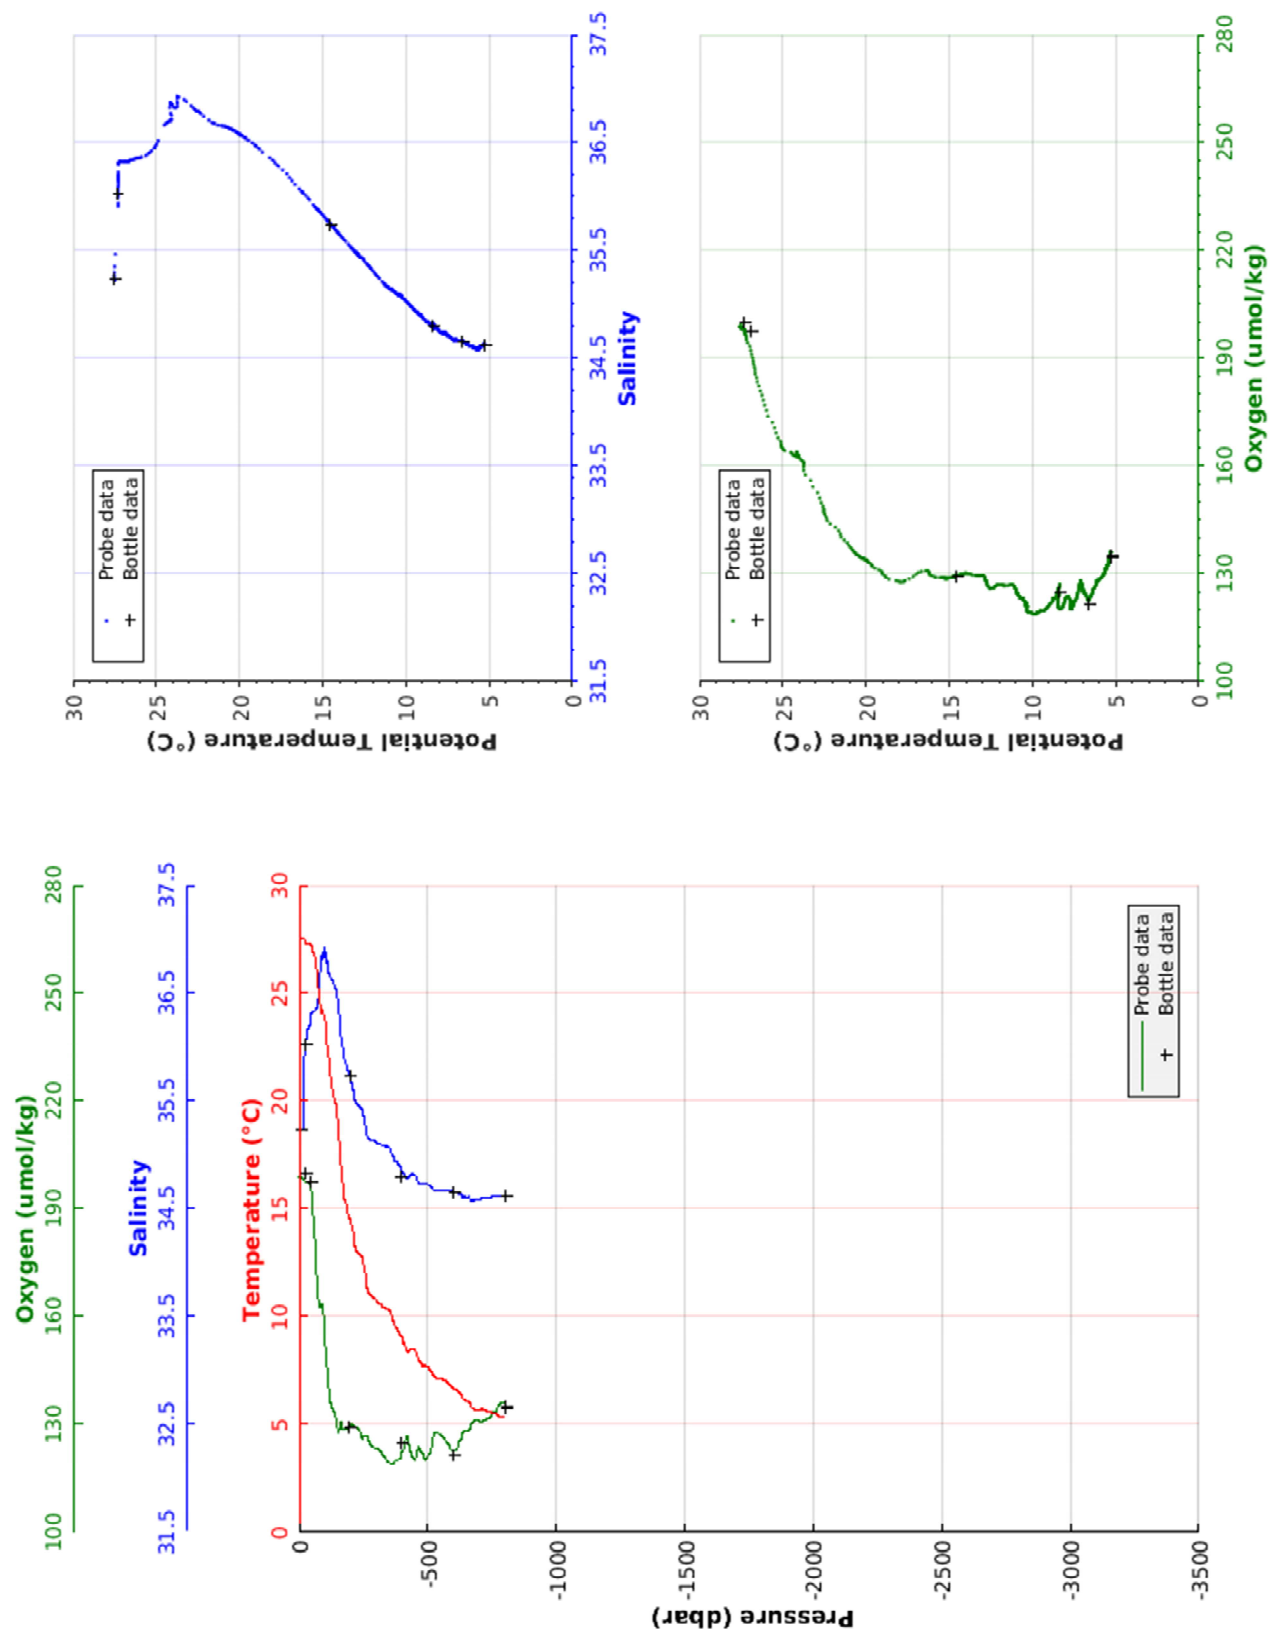 Oxygen (umol/kg)
100 130 160 190 220 250 280
Salinity
31.5 32.5 33.5 34.5 35.5 36.5 37.5
Temperature (°C)
0 5 10 15 20 25 30
0
-500
-1000
-1500
-2000
-2500
-3000
-3500
Pressure (dbar)
Probe data
Bottle data
30
25
20
15
10
5
0
Potential Temperature (°C)
Probe data
Bottle data
31.5 32.5 33.5 34.5 35.5 36.5 37.5
Salinity
30
25
20
15
10
5
0
Potential Temperature (°C)
Probe data
Bottle data
100 130 160 190 220 250 280
Oxygen (umol/kg)